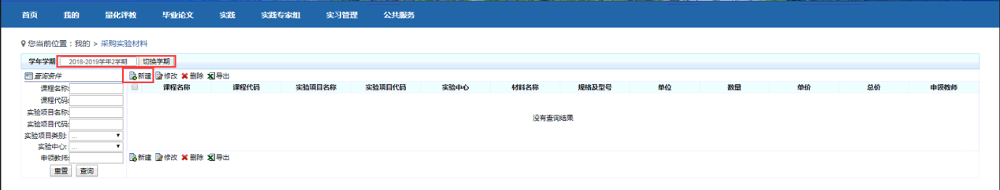 首页 我的 量化评教 毕业论文 实践 实践专家组 实习管理 公共服务
您当前位置：我的 > 采购实验材料
学年学期 2018-2019学年2学期 切换学期
查询条件 新建 修改 删除 导出
课程名称: 课程名称 课程代码 实验项目名称 实验项目代码 实验中心 材料名称 规格及型号 单位 数量 单价 总价 申领教师
课程代码:
实验项目名称: 没有查询结果
实验项目代码:
实验项目类别: ...
实验中心: ...
申领教师: 新建 修改 删除 导出
重置 查询